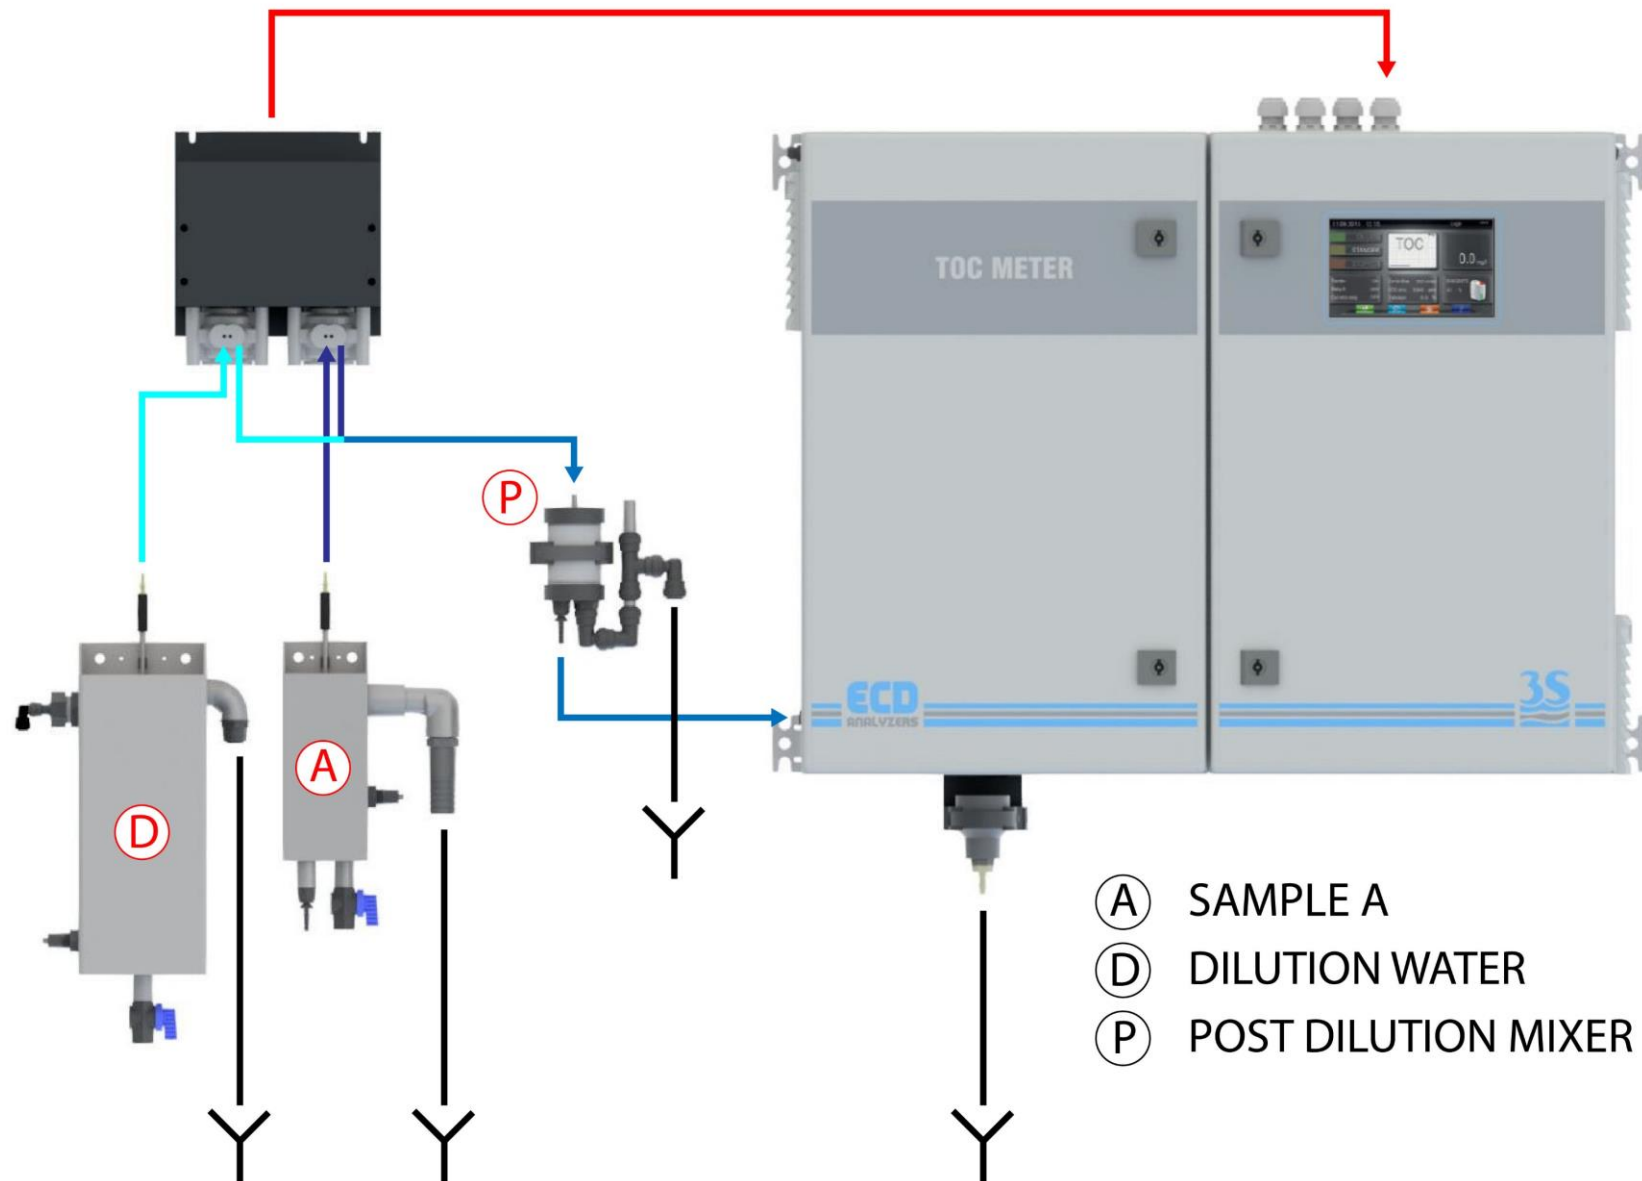 TOC METER
TOC
0.0
P
A
D
ECD
ANALYZERS
3S
A SAMPLE A
D DILUTION WATER
P POST DILUTION MIXER